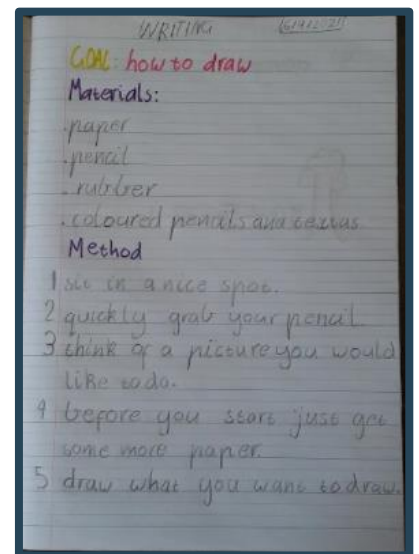 WRITING
GOAL: how to draw
Materials:
.paper
.pencil
.rubber
.coloured pencils and textas
Method
1 sit in a nice spot.
2 quickly grab your pencil.
3 think of a picture you would
like to do.
4 before you start just get
some more paper.
5 draw what you want to draw.